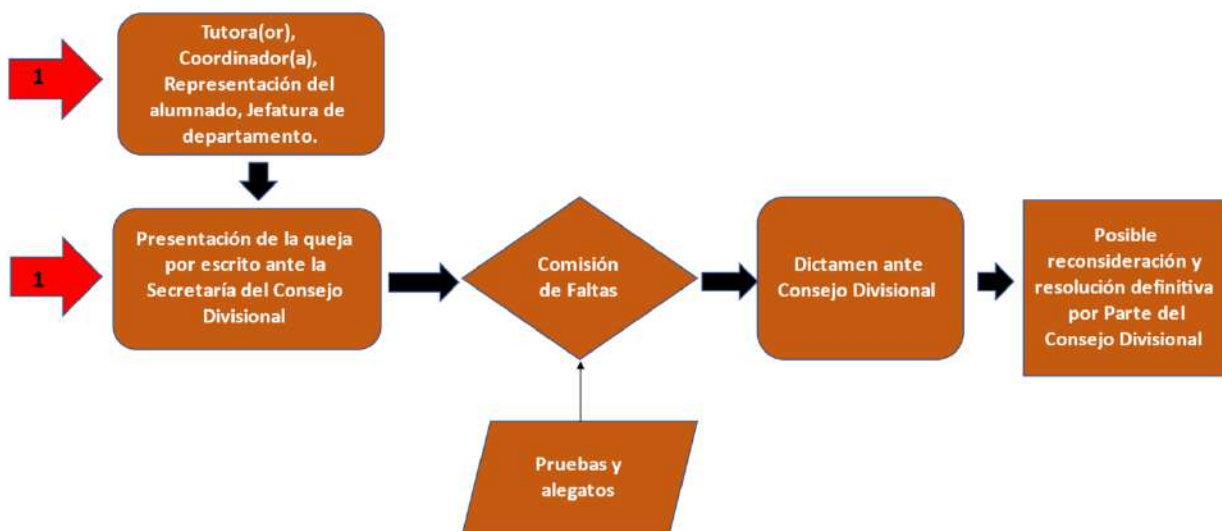 1
Tutora(or),
Coordinador(a),
Representación del
alumnado, Jefatura de
departamento.
1
Presentación de la queja
por escrito ante la
Secretaría del Consejo
Divisional
Comisión
de Faltas
Dictamen ante
Consejo Divisional
Posible
reconsideración y
resolución definitiva
por Parte del
Consejo Divisional
Pruebas y
alegatos